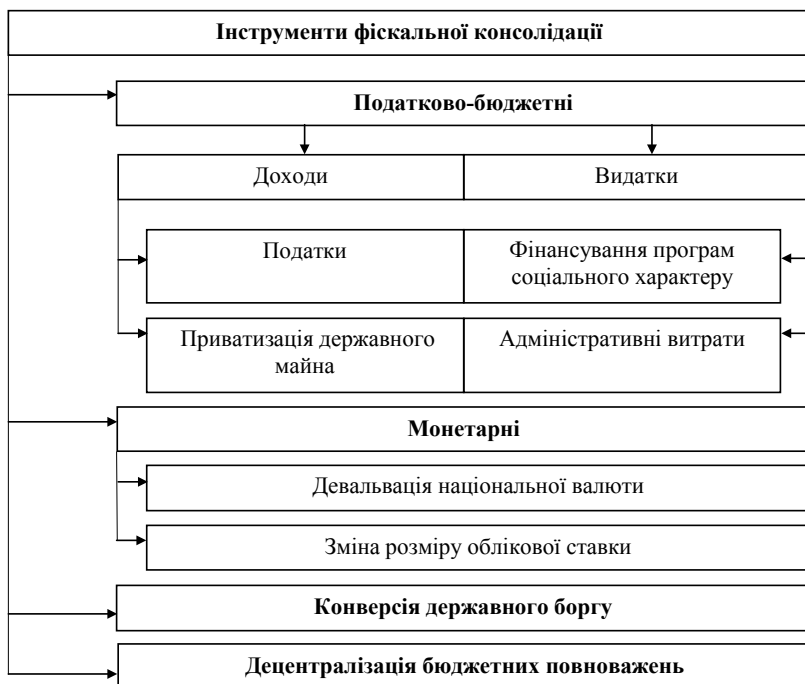 Інструменти фіскальної консолідації
Податково-бюджетні
Доходи
Видатки
Податки
Фінансування програм
соціального характеру
Приватизація державного
майна
Адміністративні витрати
Монетарні
Девальвація національної валюти
Зміна розміру облікової ставки
Конверсія державного боргу
Децентралізація бюджетних повноважень